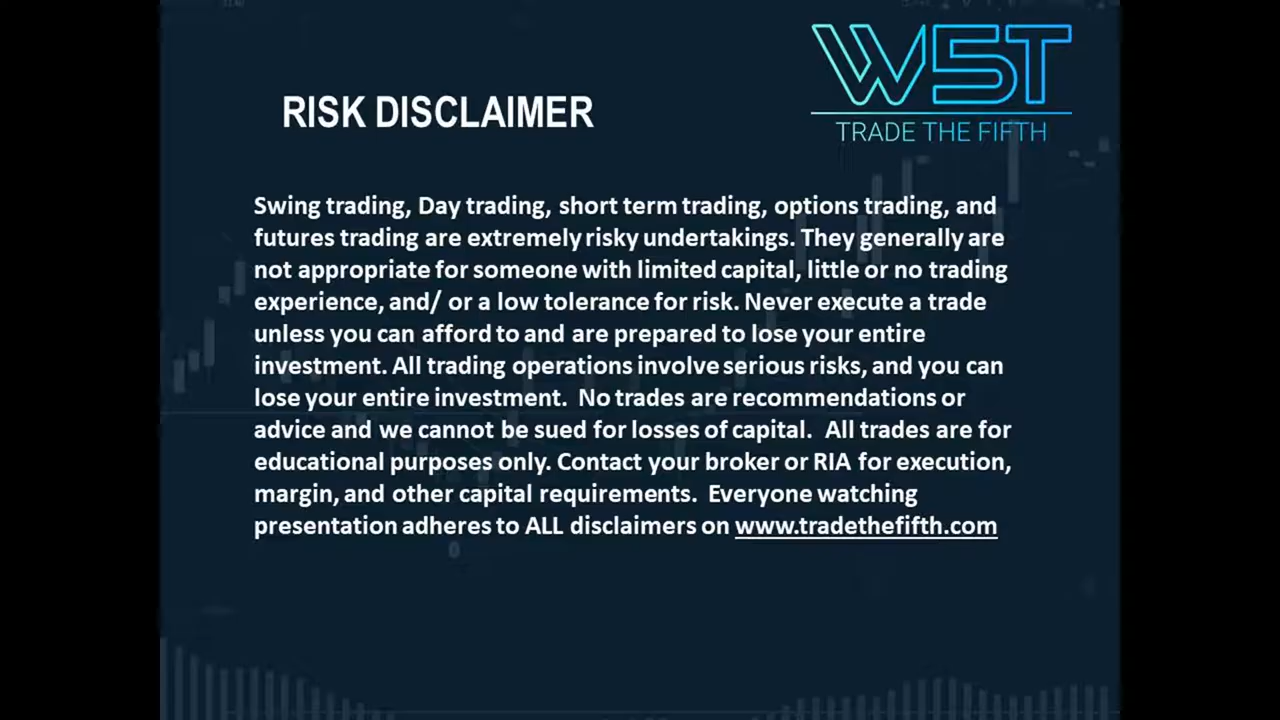 W5T
TRADE THE FIFTH
RISK DISCLAIMER
Swing trading, Day trading, short term trading, options trading, and
futures trading are extremely risky undertakings. They generally are
not appropriate for someone with limited capital, little or no trading
experience, and/ or a low tolerance for risk. Never execute a trade
unless you can afford to and are prepared to lose your entire
investment. All trading operations involve serious risks, and you can
lose your entire investment.  No trades are recommendations or
advice and we cannot be sued for losses of capital.  All trades are for
educational purposes only. Contact your broker or RIA for execution,
margin, and other capital requirements.  Everyone watching
presentation adheres to ALL disclaimers on www.tradethefifth.com
0